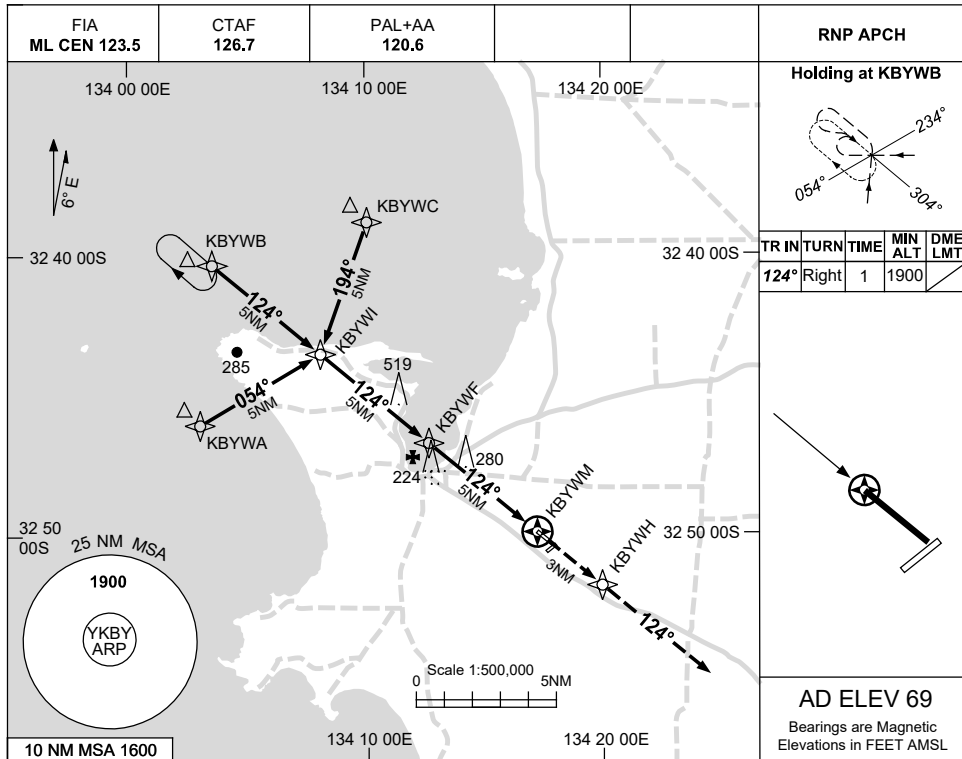 FIA
ML CEN 123.5
CTAF
126.7
PAL+AA
120.6
RNP APCH
134 00 00E
134 10 00E
134 20 00E
Holding at KBYWB
234°
054°
304°
TR IN TURN TIME MIN ALT DME LMT
124° Right 1 1900
6° E
KBYWC
KBYWB
32 40 00S
32 40 00S
194°
5NM
124°
5NM
KBYWI
285
519
054°
5NM
124°
5NM
KBYWF
KBYWA
280
224
124°
5NM
KBYWM
32 50 00S
32 50 00S
KBYWH
3NM
25 NM MSA
1900
YKBY
ARP
124°
Scale 1:500,000
0 5NM
AD ELEV 69
Bearings are Magnetic
Elevations in FEET AMSL
10 NM MSA 1600
134 10 00E
134 20 00E